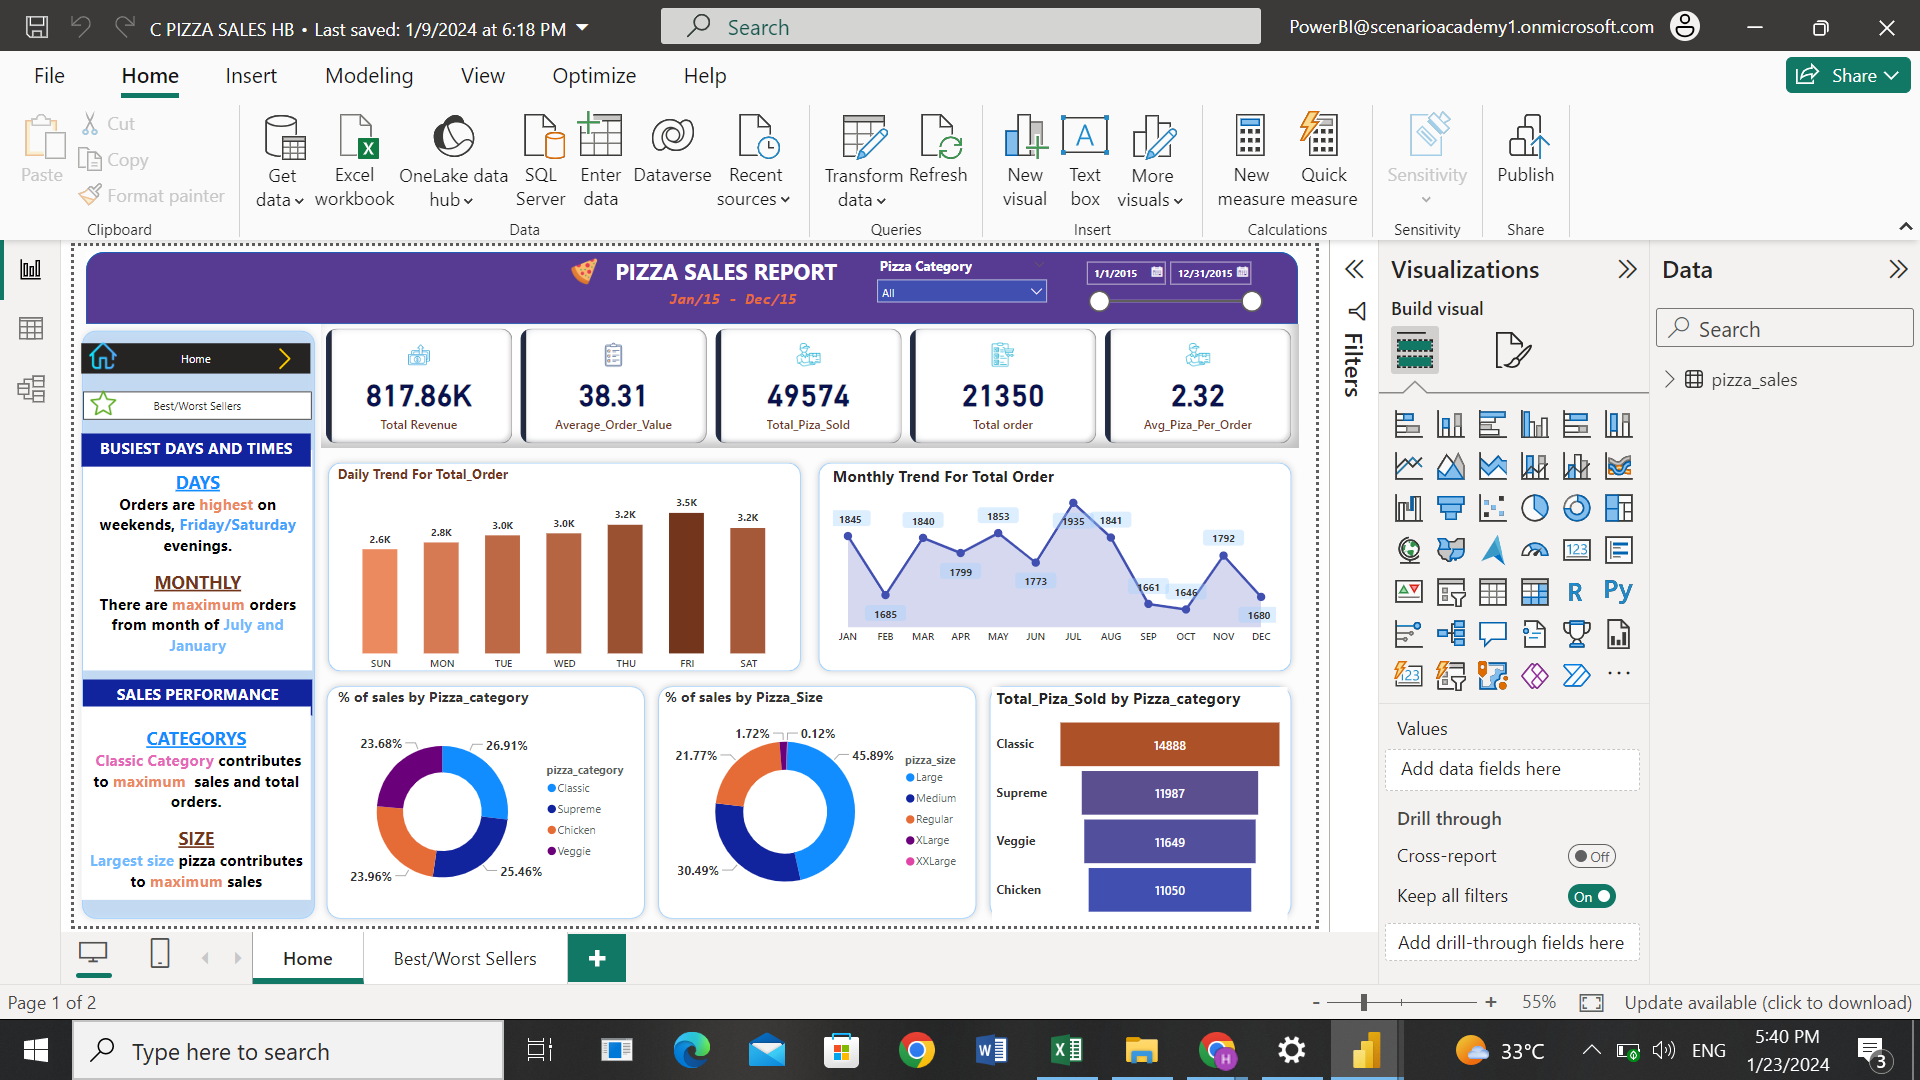 C PIZZA SALES HB • Last saved: 1/9/2024 at 6:18 PM
Search
PowerBI@scenarioacademy1.onmicrosoft.com
File Home Insert Modeling View Optimize Help
Share
Paste
Cut
Copy
Format painter
Clipboard
Get data
Excel workbook
OneLake data hub
SQL Server
Enter data
Dataverse
Recent sources
Data
Transform data
Refresh
Queries
New visual
Text box
More visuals
Insert
New measure
Quick measure
Calculations
Sensitivity
Sensitivity
Publish
Share
PIZZA SALES REPORT
Jan/15 - Dec/15
Pizza Category
All
1/1/2015
12/31/2015
Home
Best/Worst Sellers
BUSIEST DAYS AND TIMES
DAYS
Orders are highest on
weekends, Friday/Saturday
evenings.
MONTHLY
There are maximum orders
from month of July and
January
SALES PERFORMANCE
CATEGORYS
Classic Category contributes
to maximum sales and total
orders.
SIZE
Largest size pizza contributes
to maximum sales
817.86K
Total Revenue
38.31
Average_Order_Value
49574
Total_Piza_Sold
21350
Total order
2.32
Avg_Piza_Per_Order
Daily Trend For Total_Order
2.6K 2.8K 3.0K 3.0K 3.2K 3.5K 3.2K
SUN MON TUE WED THU FRI SAT
Monthly Trend For Total Order
1845 1685 1840 1799 1853 1773 1935 1841 1661 1646 1792 1680
JAN FEB MAR APR MAY JUN JUL AUG SEP OCT NOV DEC
% of sales by Pizza_category
23.68%
26.91%
23.96%
25.46%
pizza_category
Classic
Supreme
Chicken
Veggie
% of sales by Pizza_Size
1.72%
0.12%
21.77%
45.89%
30.49%
pizza_size
Large
Medium
Regular
XLarge
XXLarge
Total_Piza_Sold by Pizza_category
Classic 14888
Supreme 11987
Veggie 11649
Chicken 11050
Filters
Visualizations
Build visual
123
R
Py
123
Values
Add data fields here
Drill through
Cross-report
Off
Keep all filters
On
Add drill-through fields here
Data
Search
pizza_sales
Home
Best/Worst Sellers
+
Page 1 of 2
- + 55%
Update available (click to download)
Type here to search
33°C
ENG
5:40 PM
1/23/2024
3